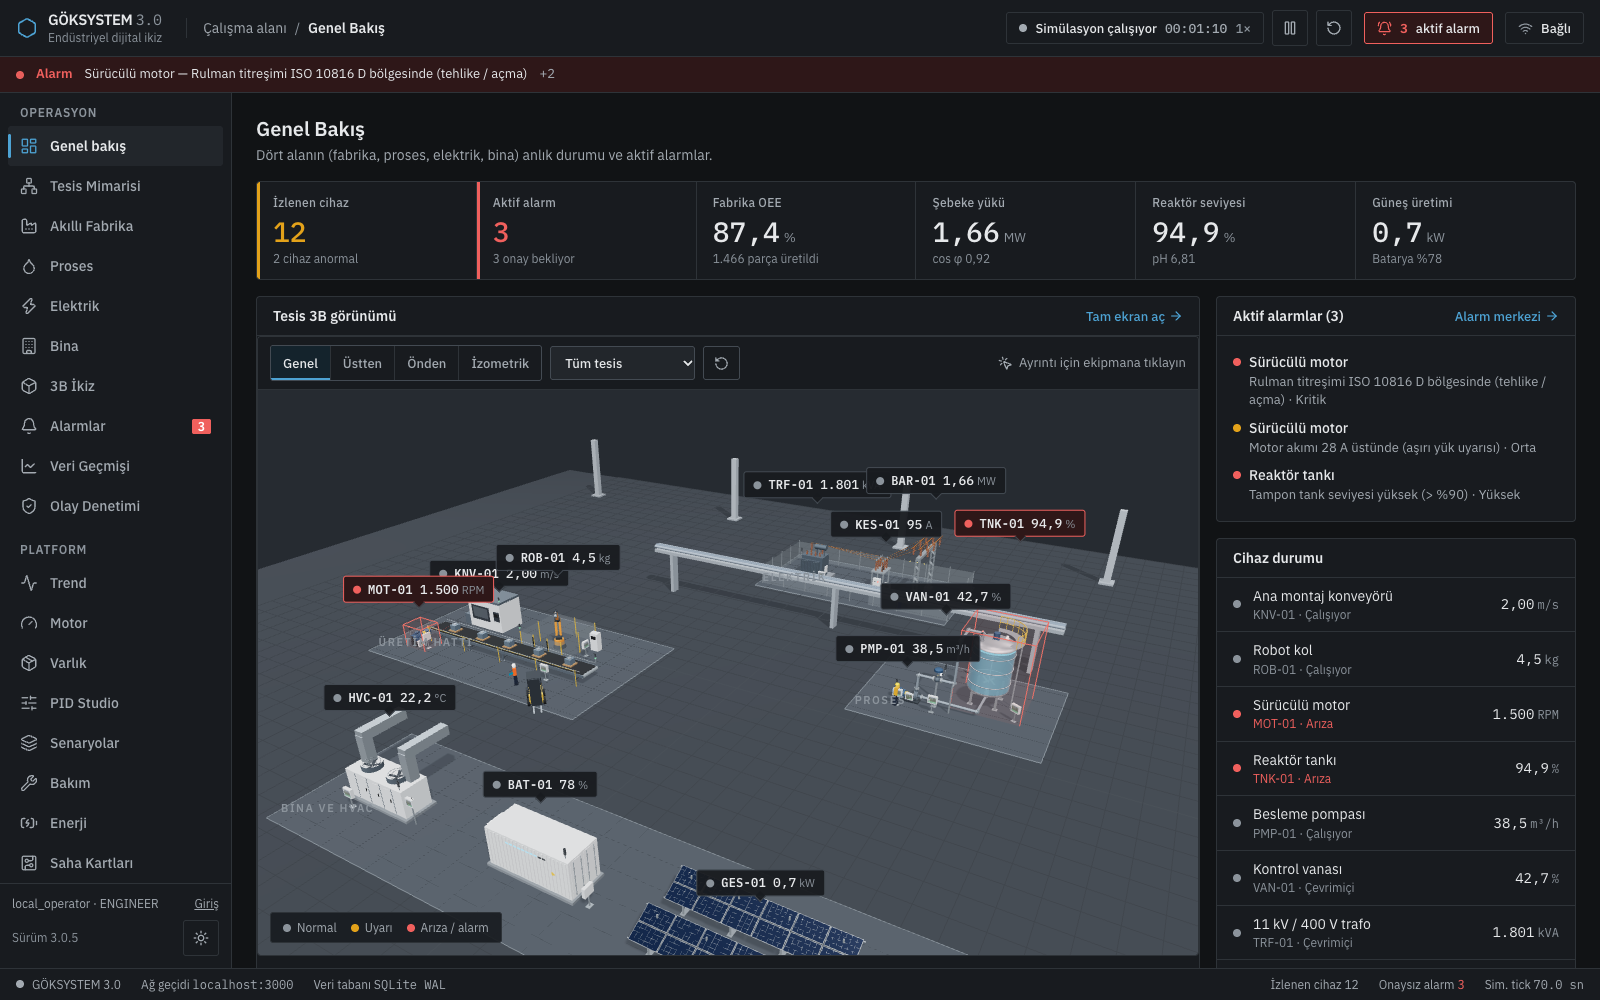 GÖKSYSTEM 3.0
Endüstriyel dijital ikiz
Çalışma alanı / Genel Bakış
Simülasyon çalışıyor 00:01:10 1×
3 aktif alarm
Bağlı
Alarm Sürücülü motor — Rulman titreşimi ISO 10816 D bölgesinde (tehlike / açma) +2
OPERASYON
Genel bakış
Tesis Mimarisi
Akıllı Fabrika
Proses
Elektrik
Bina
3B İkiz
Alarmlar 3
Veri Geçmişi
Olay Denetimi
PLATFORM
Trend
Motor
Varlık
PID Studio
Senaryolar
Bakım
Enerji
Saha Kartları
local_operator · ENGINEER Giriş
Sürüm 3.0.5
Genel Bakış
Dört alanın (fabrika, proses, elektrik, bina) anlık durumu ve aktif alarmlar.
İzlenen cihaz
12
2 cihaz anormal
Aktif alarm
3
3 onay bekliyor
Fabrika OEE
87,4 %
1.466 parça üretildi
Şebeke yükü
1,66 MW
cos φ 0,92
Reaktör seviyesi
94,9 %
pH 6,81
Güneş üretimi
0,7 kW
Batarya %78
Tesis 3B görünümü
Tam ekran aç →
Genel
Üstten
Önden
İzometrik
Tüm tesis
Ayrıntı için ekipmana tıklayın
TRF-01 1.801
BAR-01 1,66 MW
KES-01 95 A
TNK-01 94,9 %
ROB-01 4,5 kg
KNV-01 2,00 m/s
MOT-01 1.500 RPM
VAN-01 42,7 %
ELEKTRİK
ÜRETİM HATTI
PMP-01 38,5 m³/h
HVC-01 22,2 °C
PROSES
BAT-01 78 %
BİNA VE HVAC
GES-01 0,7 kW
Normal
Uyarı
Arıza / alarm
Aktif alarmlar (3)
Alarm merkezi →
Sürücülü motor
Rulman titreşimi ISO 10816 D bölgesinde (tehlike /
açma) · Kritik
Sürücülü motor
Motor akımı 28 A üstünde (aşırı yük uyarısı) · Orta
Reaktör tankı
Tampon tank seviyesi yüksek (> %90) · Yüksek
Cihaz durumu
Ana montaj konveyörü
KNV-01 · Çalışıyor
2,00 m/s
Robot kol
ROB-01 · Çalışıyor
4,5 kg
Sürücülü motor
MOT-01 · Arıza
1.500 RPM
Reaktör tankı
TNK-01 · Arıza
94,9 %
Besleme pompası
PMP-01 · Çalışıyor
38,5 m³/h
Kontrol vanası
VAN-01 · Çevrimiçi
42,7 %
11 kV / 400 V trafo
TRF-01 · Çevrimiçi
1.801 kVA
GÖKSYSTEM 3.0
Ağ geçidi localhost:3000
Veri tabanı SQLite WAL
İzlenen cihaz 12
Onaysız alarm 3
Sim. tick 70.0 sn